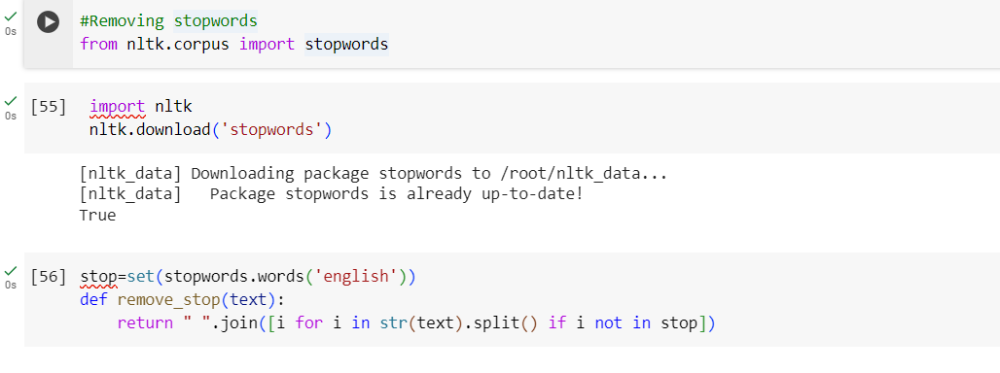 #Removing stopwords
0s
from nltk.corpus import stopwords
[55] import nltk
0s
nltk.download('stopwords')
[nltk_data] Downloading package stopwords to /root/nltk_data...
[nltk_data]   Package stopwords is already up-to-date!
True
[56] stop=set(stopwords.words('english'))
0s
def remove_stop(text):
    return " ".join([i for i in str(text).split() if i not in stop])